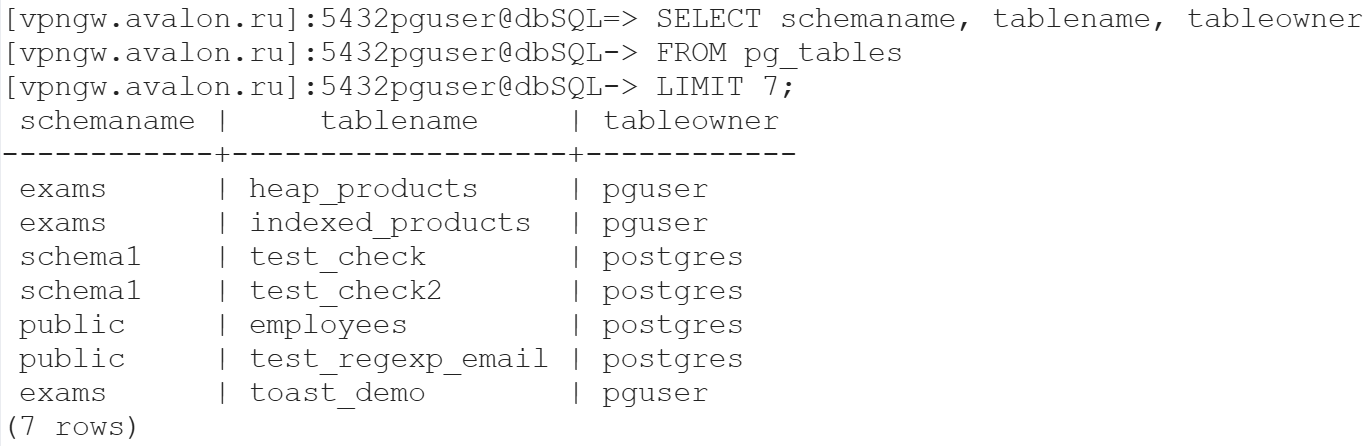 [vpngw.avalon.ru]:5432pguser@dbSQL=> SELECT schemaname, tablename, tableowner
[vpngw.avalon.ru]:5432pguser@dbSQL-> FROM pg_tables
[vpngw.avalon.ru]:5432pguser@dbSQL-> LIMIT 7;
 schemaname |     tablename     | tableowner
------------+-------------------+------------
 exams      | heap_products     | pguser
 exams      | indexed_products  | pguser
 schema1    | test_check        | postgres
 schema1    | test_check2       | postgres
 public     | employees         | postgres
 public     | test_regexp_email | postgres
 exams      | toast_demo        | pguser
(7 rows)